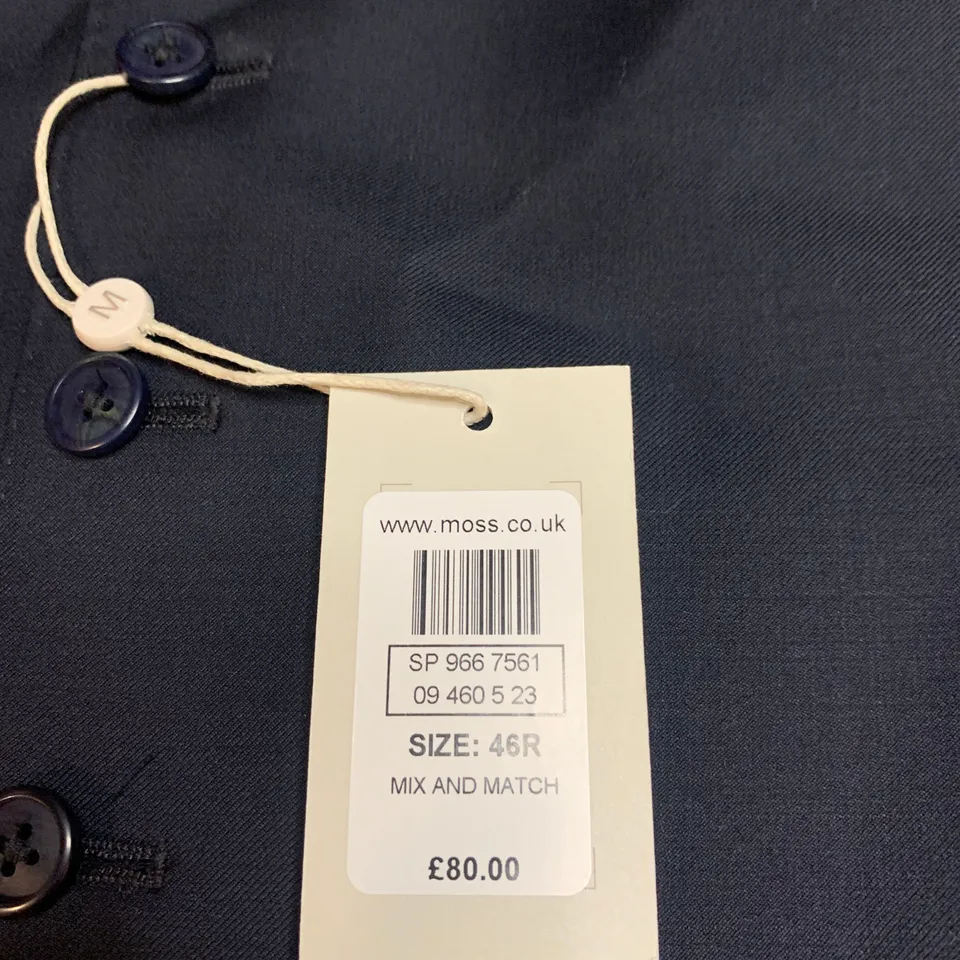 M
www.moss.co.uk
SP 966 7561
09 460 5 23
SIZE: 46R
MIX AND MATCH
£80.00